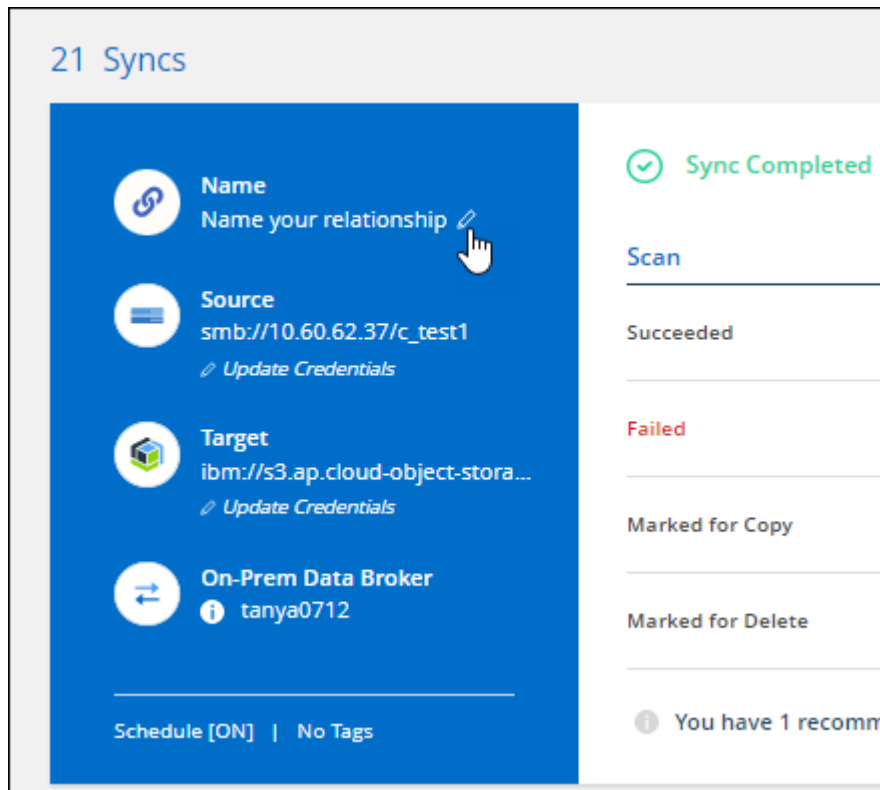 21 Syncs
Name
Name your relationship
Source
smb://10.60.62.37/c_test1
Update Credentials
Target
ibm://s3.ap.cloud-object-stora...
Update Credentials
On-Prem Data Broker
tanya0712
Schedule [ON] | No Tags
Sync Completed
Scan
Succeeded
Failed
Marked for Copy
Marked for Delete
You have 1 recomm